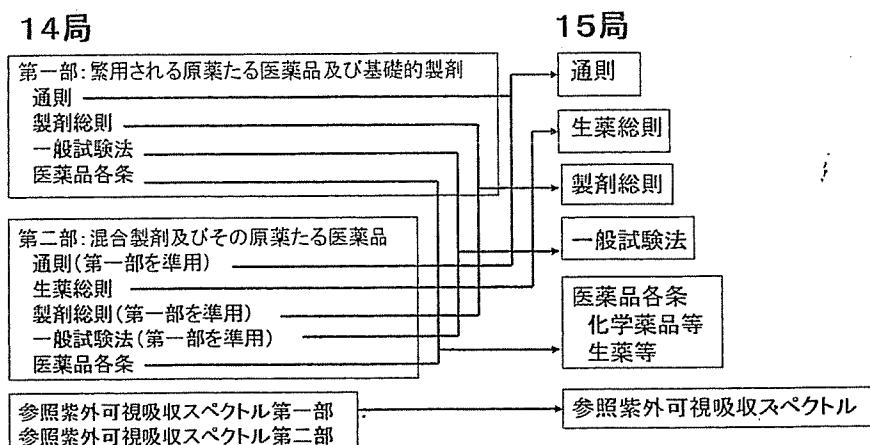 14局
第一部:繁用される原薬たる医薬品及び基礎的製剤
通則
製剤総則
一般試験法
医薬品各条
第二部:混合製剤及びその原薬たる医薬品
通則(第一部を準用)
生薬総則
製剤総則(第一部を準用)
一般試験法(第一部を準用)
医薬品各条
参照紫外可視吸収スペクトル第一部
参照紫外可視吸収スペクトル第二部
15局
通則
生薬総則
製剤総則
一般試験法
医薬品各条
化学薬品等
生薬等
参照紫外可視吸収スペクトル